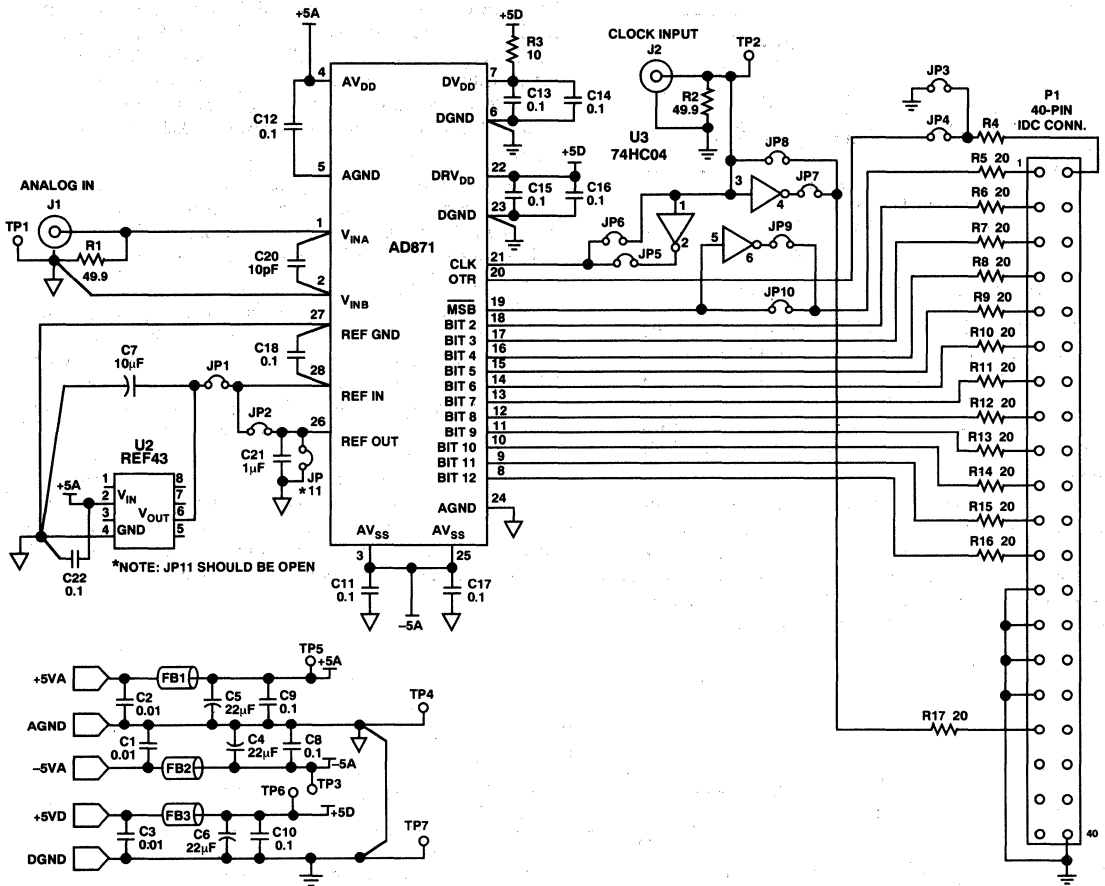 +5A
+5D
R3
10
CLOCK INPUT
J2
TP2
JP3
JP4
R4
P1
40-PIN
IDC CONN.
4
AVDD
7
DVDD
C13
0.1
C14
0.1
6
DGND
C12
0.1
5
AGND
R2
49.9
U3
74HC04
JP8
3
4
JP7
22
DRVDD
+5D
C15
0.1
C16
0.1
23
DGND
ANALOG IN
J1
TP1
R1
49.9
1
VINA
C20
10pF
2
VINB
AD871
JP6
JP5
1
2
5
6
JP9
JP10
CLK
21
OTR
20
MSB
19
BIT 2
18
BIT 3
17
BIT 4
16
BIT 5
15
BIT 6
14
BIT 7
13
BIT 8
12
BIT 9
11
BIT 10
10
BIT 11
9
BIT 12
8
27
REF GND
C18
0.1
28
REF IN
C7
10μF
JP1
JP2
26
REF OUT
C21
1μF
JP
*11
U2
REF43
+5A
1
2
3
4
VIN
VOUT
GND
8
7
6
5
C22
0.1
*NOTE: JP11 SHOULD BE OPEN
24
AGND
AVSS
AVSS
3
25
C11
0.1
C17
0.1
–5A
1
R5 20
R6 20
R7 20
R8 20
R9 20
R10 20
R11 20
R12 20
R13 20
R14 20
R15 20
R16 20
R17 20
40
+5VA
FB1
TP5
+5A
C2
0.01
C5
22μF
C9
0.1
TP4
AGND
C1
0.01
C4
22μF
C8
0.1
–5VA
FB2
–5A
TP3
TP6
+5VD
FB3
+5D
C3
0.01
C6
22μF
C10
0.1
TP7
DGND